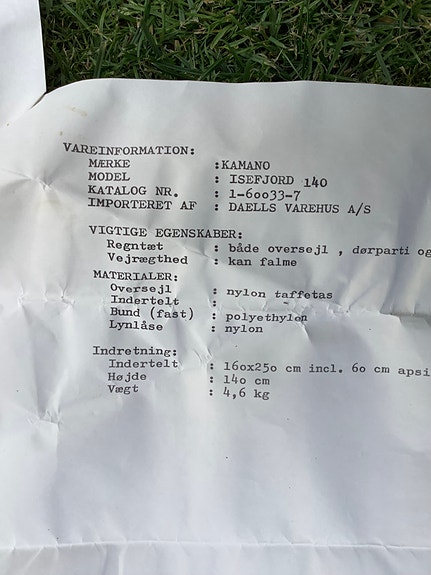 VAREINFORMATION:
MÆRKE :KAMANO
MODEL : ISEFJORD 140
KATALOG NR. : 1-60033-7
IMPORTERET AF : DAELLS VAREHUS A/S
VIGTIGE EGENSKABER:
Regntæt : både oversejl , dørparti og
Vejrægthed : kan falme
MATERIALER:
Oversejl : nylon taffetas
Indertelt : -
Bund (fast) : polyethylon
Lynlåse : nylon
Indretning:
Indertelt : 160x250 cm incl. 60 cm apsi
Højde : 140 cm
Vægt : 4,6 kg